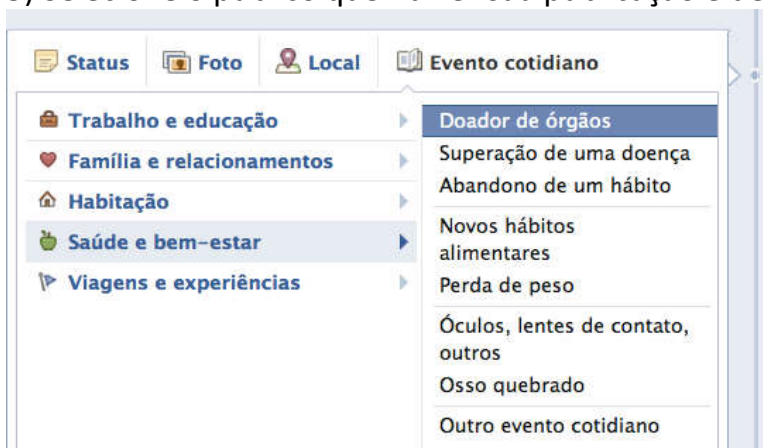 Status Foto Local Evento cotidiano
Trabalho e educação
Família e relacionamentos
Habitação
Saúde e bem-estar
Viagens e experiências
Doador de órgãos
Superação de uma doença
Abandono de um hábito
Novos hábitos
alimentares
Perda de peso
Óculos, lentes de contato,
outros
Osso quebrado
Outro evento cotidiano